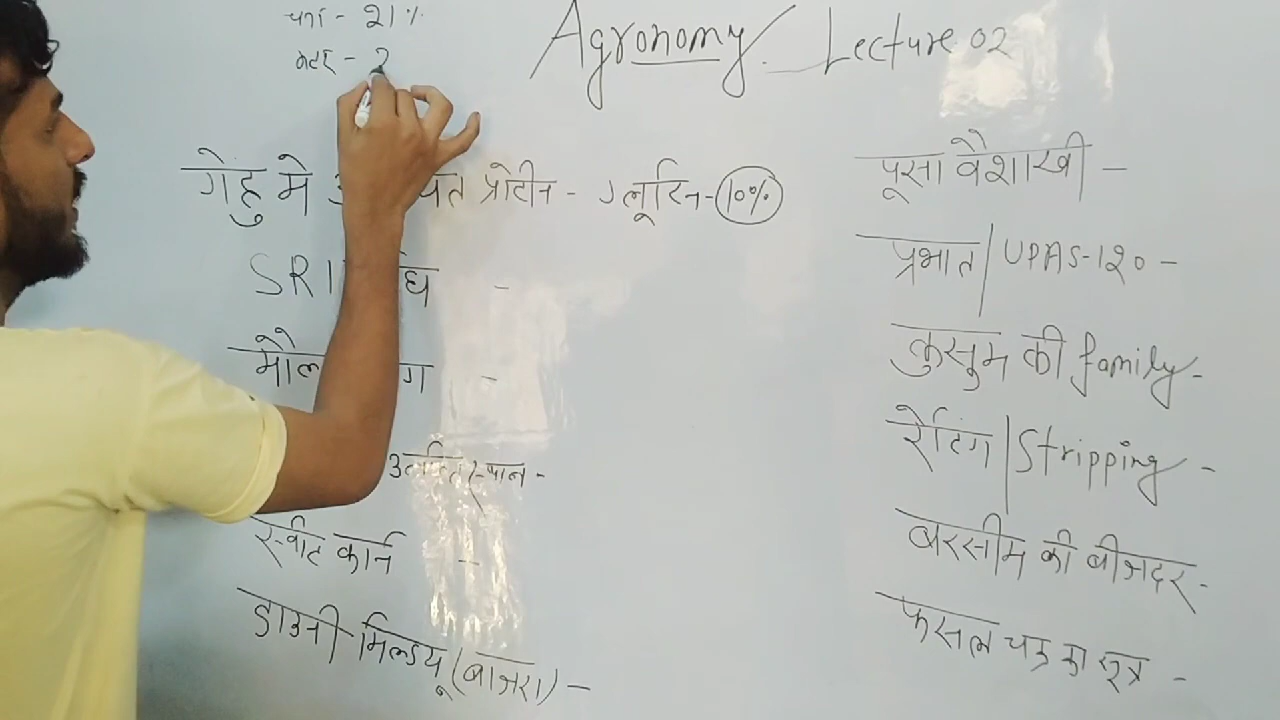 चना - 21%
मटर - 2
Agronomy. Lecture 02
गेहु मे प्रोटीन - ग्लूटिन - 10%
SRI
उत्पत्ति स्थान -
स्वीट कार्न -
डाउनी मिल्ड्यू (बाजरा) -
पूसा वैशाखी -
प्रभात / UPAS-120 -
कुसुम की family -
रेटिंग / Stripping -
बरसीम की बीजदर -
फसल चक्र का सूत्र -